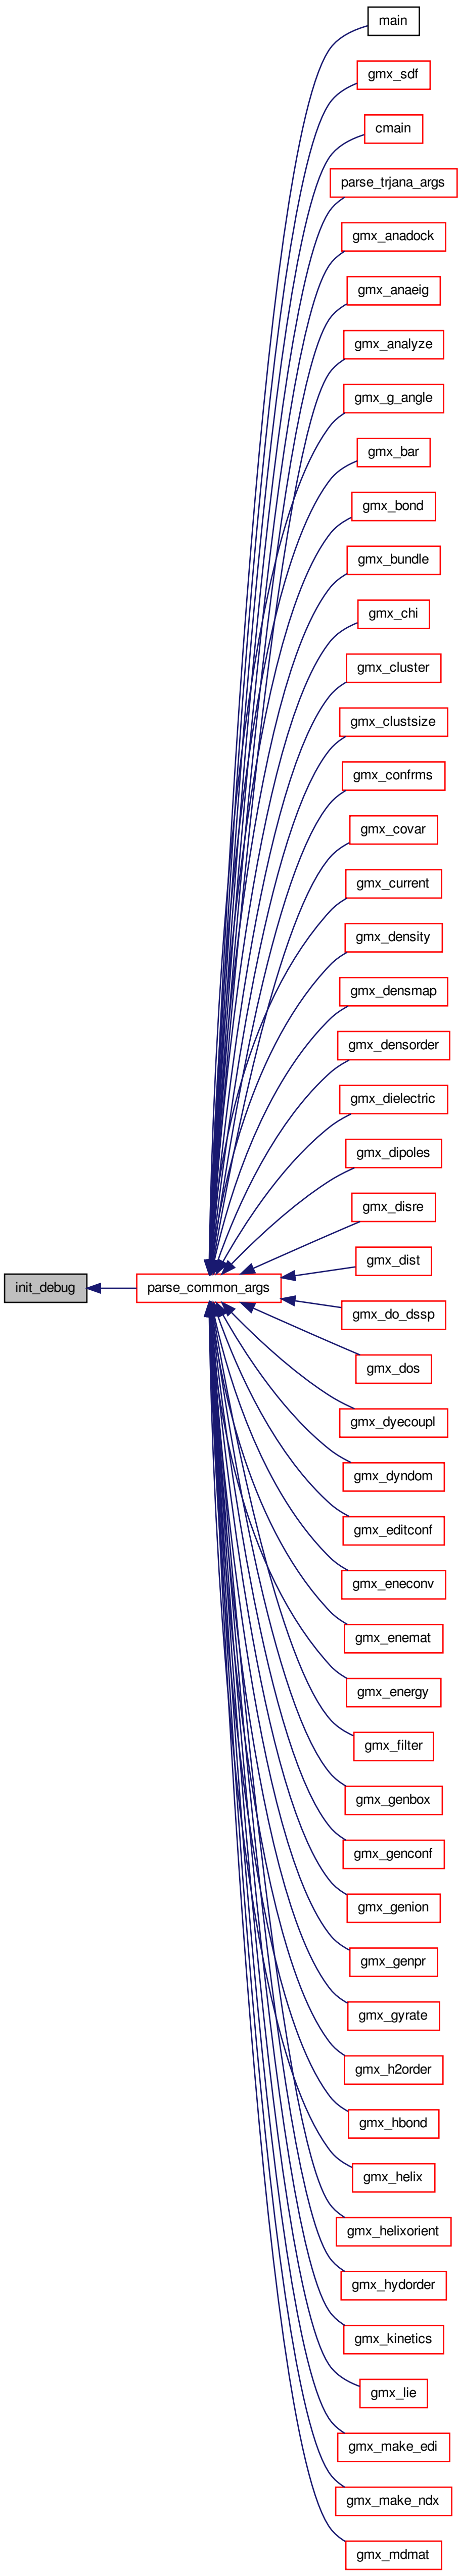 main
gmx_sdf
cmain
parse_trjana_args
gmx_anadock
gmx_anaeig
gmx_analyze
gmx_g_angle
gmx_bar
gmx_bond
gmx_bundle
gmx_chi
gmx_cluster
gmx_clustsize
gmx_confrms
gmx_covar
gmx_current
gmx_density
gmx_densmap
gmx_densorder
gmx_dielectric
gmx_dipoles
gmx_disre
gmx_dist
init_debug
parse_common_args
gmx_do_dssp
gmx_dos
gmx_dyecoupl
gmx_dyndom
gmx_editconf
gmx_eneconv
gmx_enemat
gmx_energy
gmx_filter
gmx_genbox
gmx_genconf
gmx_genion
gmx_genpr
gmx_gyrate
gmx_h2order
gmx_hbond
gmx_helix
gmx_helixorient
gmx_hydorder
gmx_kinetics
gmx_lie
gmx_make_edi
gmx_make_ndx
gmx_mdmat